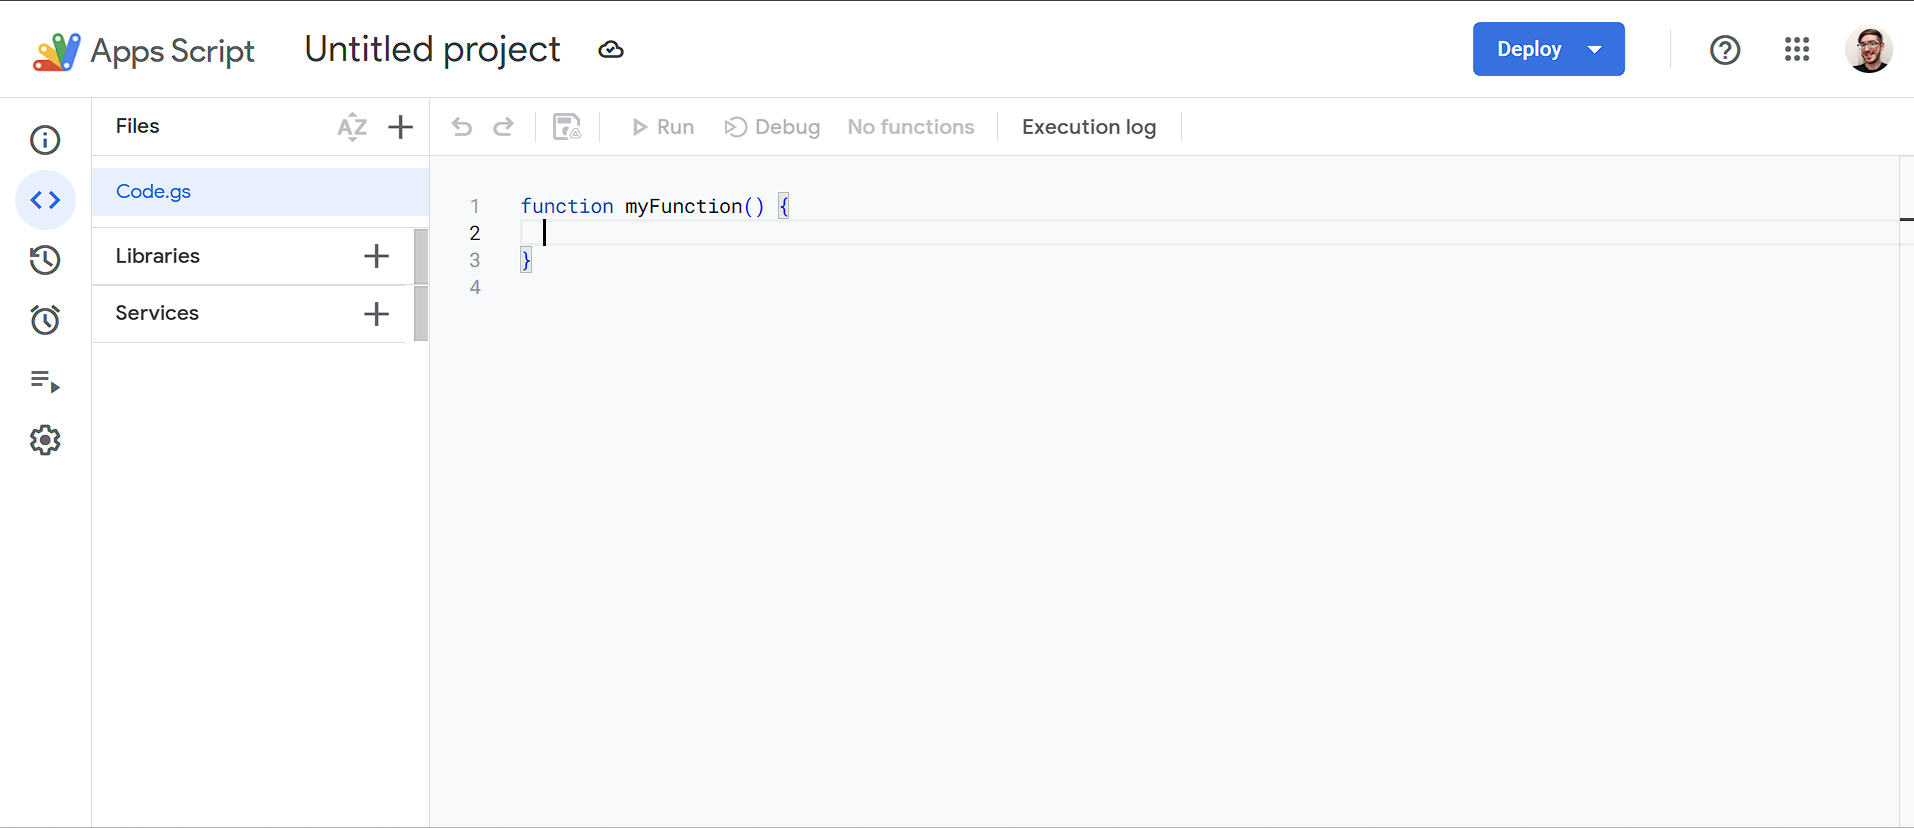 Apps Script Untitled project Deploy
Files AZ Run Debug No functions Execution log
Code.gs
Libraries
Services
1 function myFunction() {
2
3 }
4